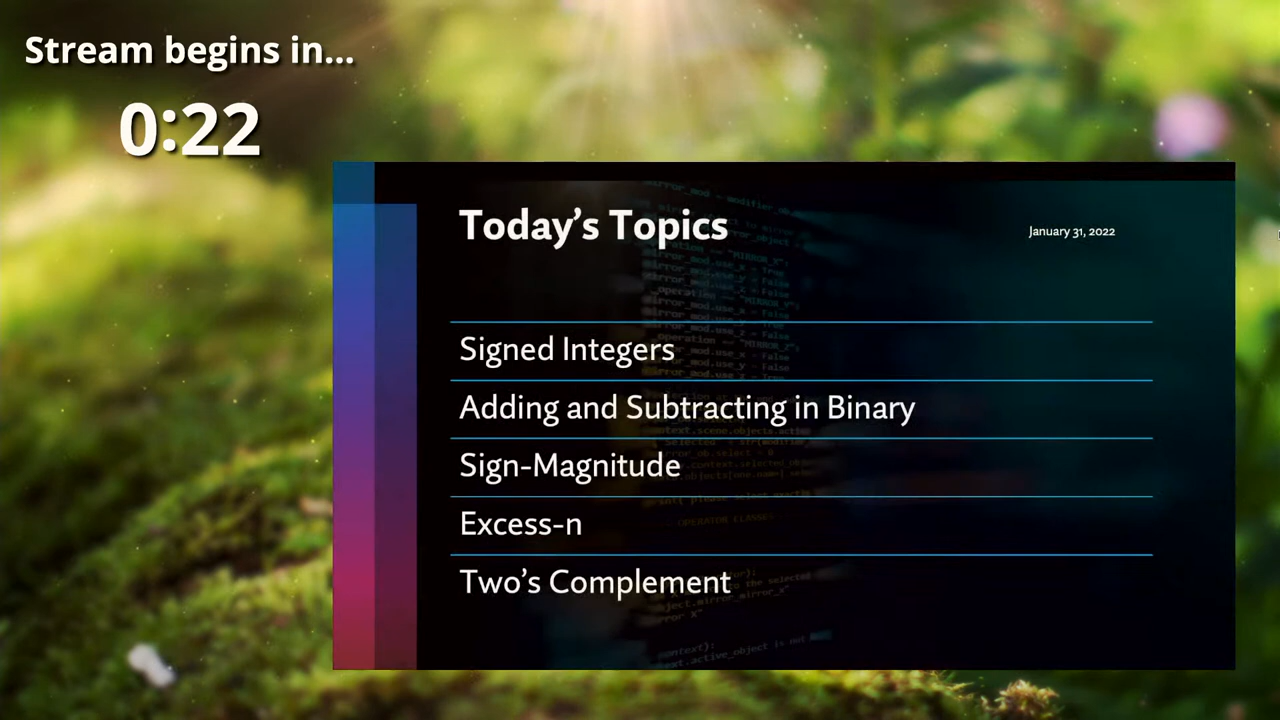 Stream begins in...
0:22
Today's Topics
January 31, 2022
Signed Integers
Adding and Subtracting in Binary
Sign-Magnitude
Excess-n
Two's Complement